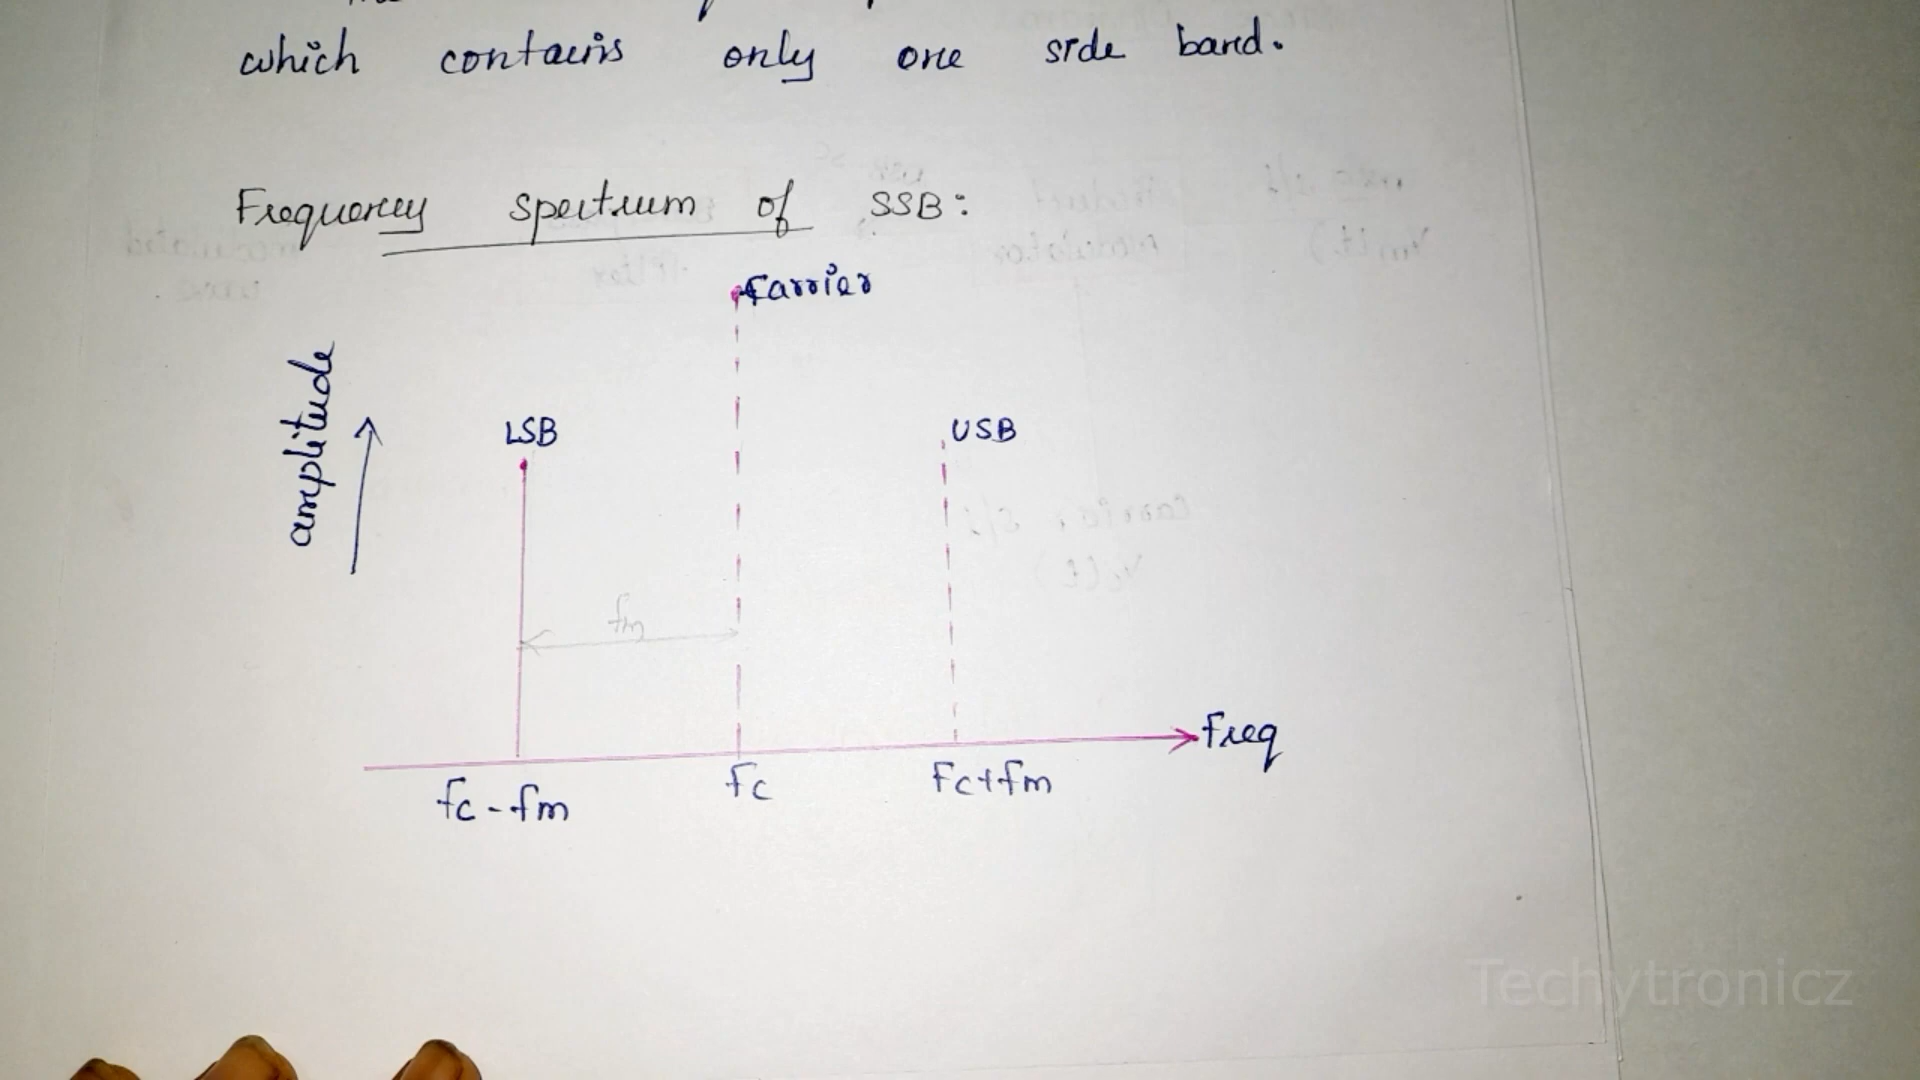 which contains only one side band.
Frequency spectrum of SSB:
Carrier
amplitude
LSB
USB
fm
Freq
fc - fm
fc
Fc+fm
Techytronicz